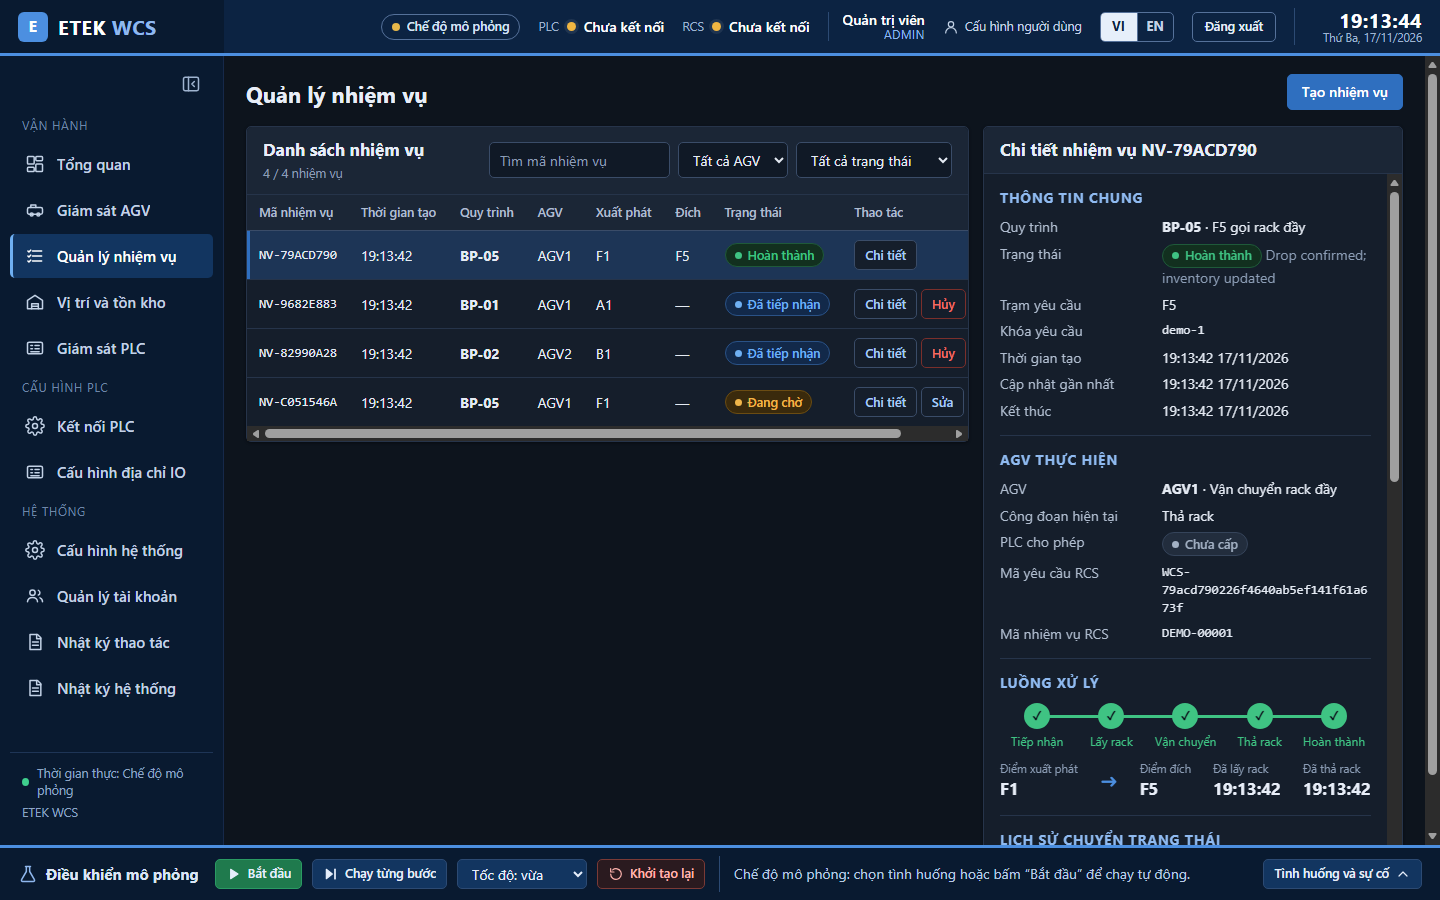 E ETEK WCS
Chế độ mô phỏng
PLC Chưa kết nối
RCS Chưa kết nối
Quản trị viên
ADMIN
Cấu hình người dùng
VI EN
Đăng xuất
19:13:44
Thứ Ba, 17/11/2026
VẬN HÀNH
Tổng quan
Giám sát AGV
Quản lý nhiệm vụ
Vị trí và tồn kho
Giám sát PLC
CẤU HÌNH PLC
Kết nối PLC
Cấu hình địa chỉ IO
HỆ THỐNG
Cấu hình hệ thống
Quản lý tài khoản
Nhật ký thao tác
Nhật ký hệ thống
Thời gian thực: Chế độ mô
phỏng
ETEK WCS
Quản lý nhiệm vụ
Tạo nhiệm vụ
Danh sách nhiệm vụ
4 / 4 nhiệm vụ
Tìm mã nhiệm vụ
Tất cả AGV
Tất cả trạng thái
Mã nhiệm vụ Thời gian tạo Quy trình AGV Xuất phát Đích Trạng thái Thao tác
NV-79ACD790 19:13:42 BP-05 AGV1 F1 F5 Hoàn thành Chi tiết
NV-9682E883 19:13:42 BP-01 AGV1 A1 — Đã tiếp nhận Chi tiết Hủy
NV-82990A28 19:13:42 BP-02 AGV2 B1 — Đã tiếp nhận Chi tiết Hủy
NV-C051546A 19:13:42 BP-05 AGV1 F1 — Đang chờ Chi tiết Sửa
Chi tiết nhiệm vụ NV-79ACD790
THÔNG TIN CHUNG
Quy trình BP-05 · F5 gọi rack đầy
Trạng thái Hoàn thành Drop confirmed;
inventory updated
Trạm yêu cầu F5
Khóa yêu cầu demo-1
Thời gian tạo 19:13:42 17/11/2026
Cập nhật gần nhất 19:13:42 17/11/2026
Kết thúc 19:13:42 17/11/2026
AGV THỰC HIỆN
AGV AGV1 · Vận chuyển rack đầy
Công đoạn hiện tại Thả rack
PLC cho phép Chưa cấp
Mã yêu cầu RCS WCS-
79acd790226f4640ab5ef141f61a6
73f
Mã nhiệm vụ RCS DEMO-00001
LUỒNG XỬ LÝ
Tiếp nhận Lấy rack Vận chuyển Thả rack Hoàn thành
Điểm xuất phát Điểm đích Đã lấy rack Đã thả rack
F1 → F5 19:13:42 19:13:42
LỊCH SỬ CHUYỂN TRẠNG THÁI
Điều khiển mô phỏng
Bắt đầu
Chạy từng bước
Tốc độ: vừa
Khởi tạo lại
Chế độ mô phỏng: chọn tình huống hoặc bấm “Bắt đầu” để chạy tự động.
Tình huống và sự cố